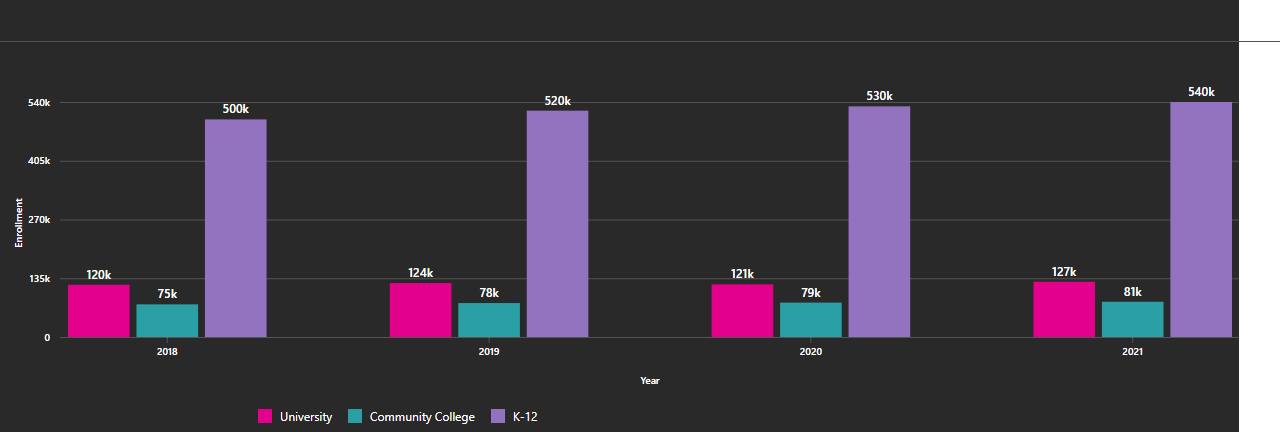 540k
405k
270k
135k
0
Enrollment
120k
75k
500k
124k
78k
520k
121k
79k
530k
127k
81k
540k
2018
2019
2020
2021
Year
University
Community College
K-12